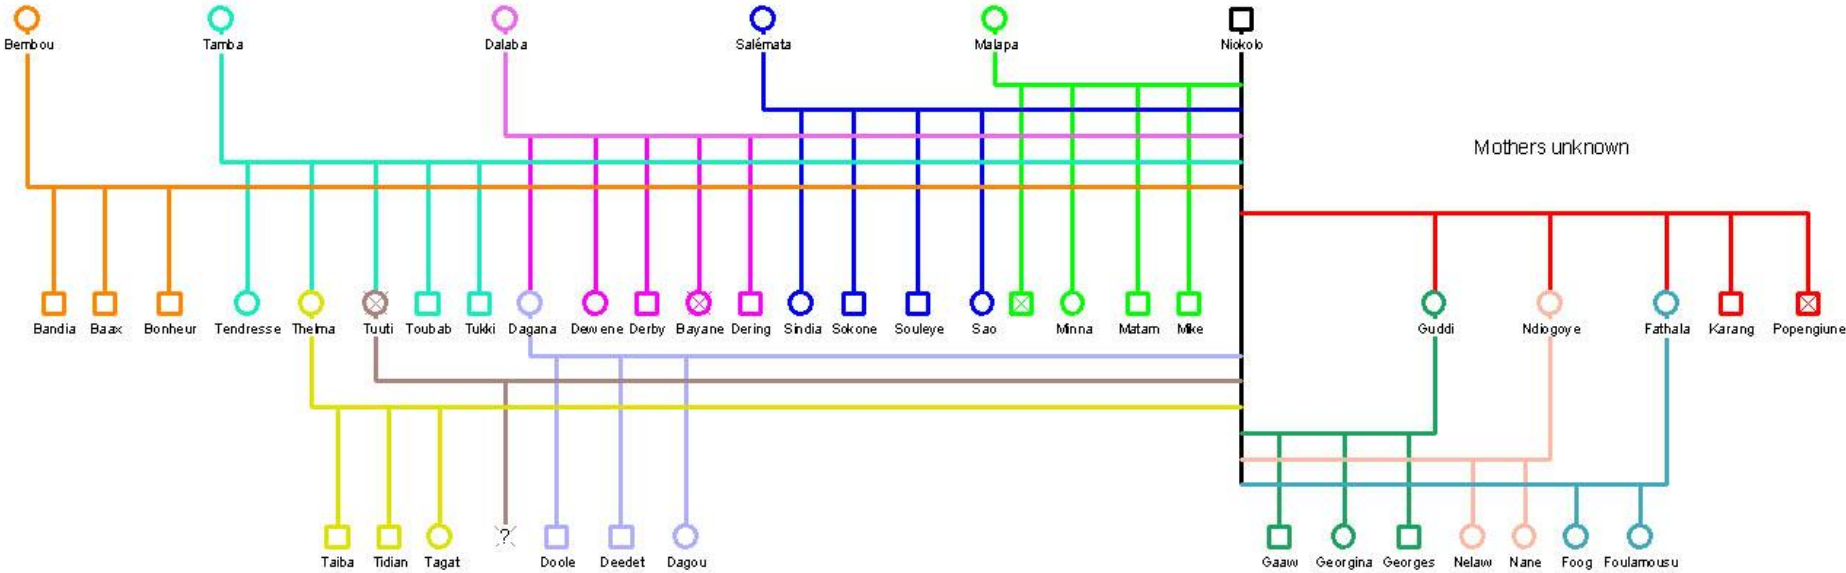 Bembou
Tamba
Dalaba
Salémata
Malapa
Niokolo
Mothers unknown
Bandia
Baax
Bonheur
Tendresse
Thelma
Tuuti
Toubab
Tukki
Dagana
Dewene
Derby
Bayane
Dering
Sindia
Sokone
Souleye
Sao
Minna
Matam
Mike
Guddi
Ndiogoye
Fathala
Karang
Popengiune
?
Taiba
Tidian
Tagat
Doole
Deedet
Dagou
Gaaw
Georgina
Georges
Nelaw
Nane
Foog
Foulamousu